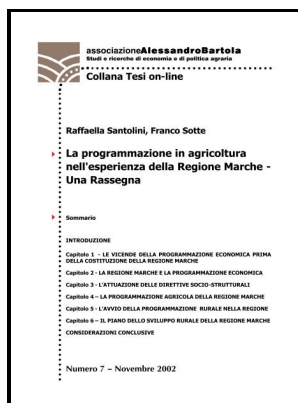 associazioneAlessandroBartola
Studi e ricerche di economia e di politica agraria
Collana Tesi on-line
Raffaella Santolini, Franco Sotte
La programmazione in agricoltura
nell'esperienza della Regione Marche -
Una Rassegna
Sommario
INTRODUZIONE
Capitolo 1 - LE VICENDE DELLA PROGRAMMAZIONE ECONOMICA PRIMA
DELLA COSTITUZIONE DELLA REGIONE MARCHE
Capitolo 2 - LA REGIONE MARCHE E LA PROGRAMMAZIONE ECONOMICA
Capitolo 3 - L'ATTUAZIONE DELLE DIRETTIVE SOCIO-STRUTTURALI
Capitolo 4 – LA PROGRAMMAZIONE AGRICOLA DELLA REGIONE MARCHE
Capitolo 5 - L'AVVIO DELLA PROGRAMMAZIONE RURALE NELLA REGIONE
Capitolo 6 – IL PIANO DELLO SVILUPPO RURALE DELLA REGIONE MARCHE
CONSIDERAZIONI CONCLUSIVE
Numero 7 – Novembre 2002